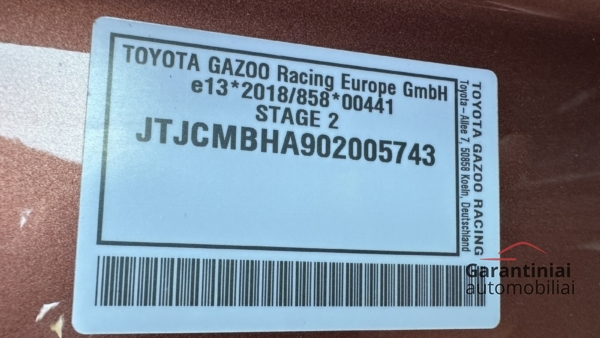 TOYOTA GAZOO Racing Europe GmbH
e13*2018/858*00441
STAGE 2
JTJCMBHA902005743
TOYOTA GAZOO RACING
Toyota-Allee 7, 50858 Koeln, Deutschland
Garantiniai
automobiliai